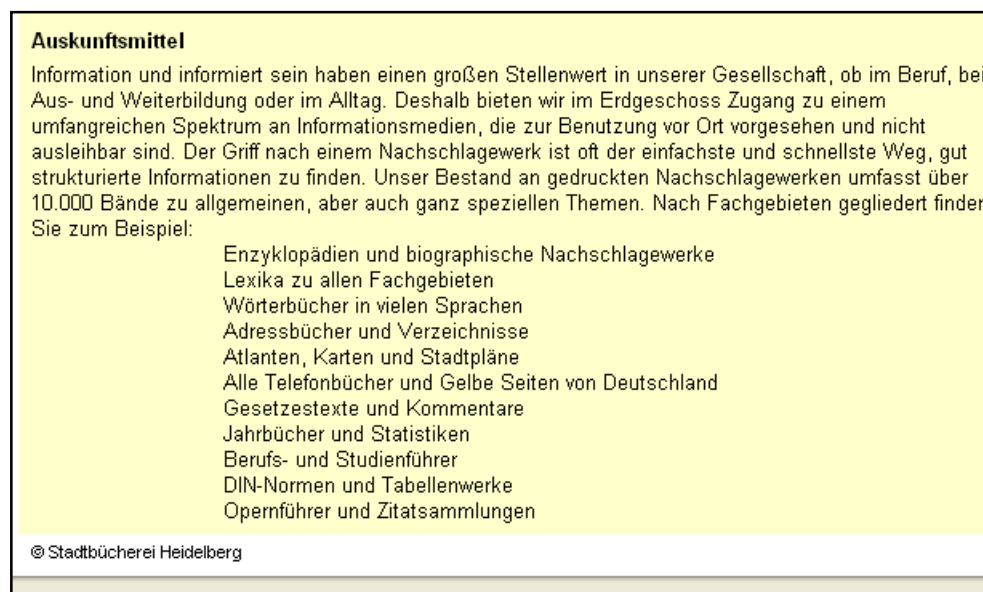 Auskunftsmittel
Information und informiert sein haben einen großen Stellenwert in unserer Gesellschaft, ob im Beruf, bei
Aus- und Weiterbildung oder im Alltag. Deshalb bieten wir im Erdgeschoss Zugang zu einem
umfangreichen Spektrum an Informationsmedien, die zur Benutzung vor Ort vorgesehen und nicht
ausleihbar sind. Der Griff nach einem Nachschlagewerk ist oft der einfachste und schnellste Weg, gut
strukturierte Informationen zu finden. Unser Bestand an gedruckten Nachschlagewerken umfasst über
10.000 Bände zu allgemeinen, aber auch ganz speziellen Themen. Nach Fachgebieten gegliedert finden
Sie zum Beispiel:
Enzyklopädien und biographische Nachschlagewerke
Lexika zu allen Fachgebieten
Wörterbücher in vielen Sprachen
Adressbücher und Verzeichnisse
Atlanten, Karten und Stadtpläne
Alle Telefonbücher und Gelbe Seiten von Deutschland
Gesetzestexte und Kommentare
Jahrbücher und Statistiken
Berufs- und Studienführer
DIN-Normen und Tabellenwerke
Opernführer und Zitatsammlungen
© Stadtbücherei Heidelberg